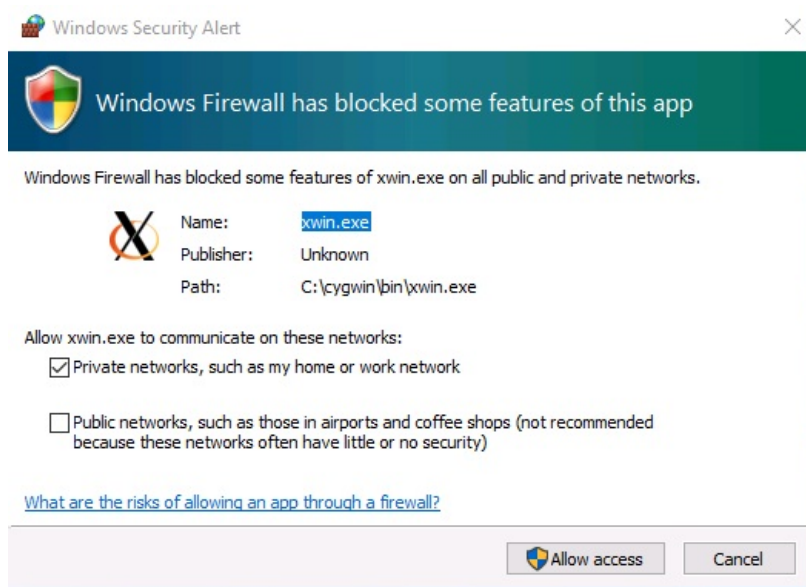 Windows Security Alert
Windows Firewall has blocked some features of this app
Windows Firewall has blocked some features of xwin.exe on all public and private networks.
Name: xwin.exe
Publisher: Unknown
Path: C:\cygwin\bin\xwin.exe
Allow xwin.exe to communicate on these networks:
Private networks, such as my home or work network
Public networks, such as those in airports and coffee shops (not recommended
because these networks often have little or no security)
What are the risks of allowing an app through a firewall?
Allow access Cancel